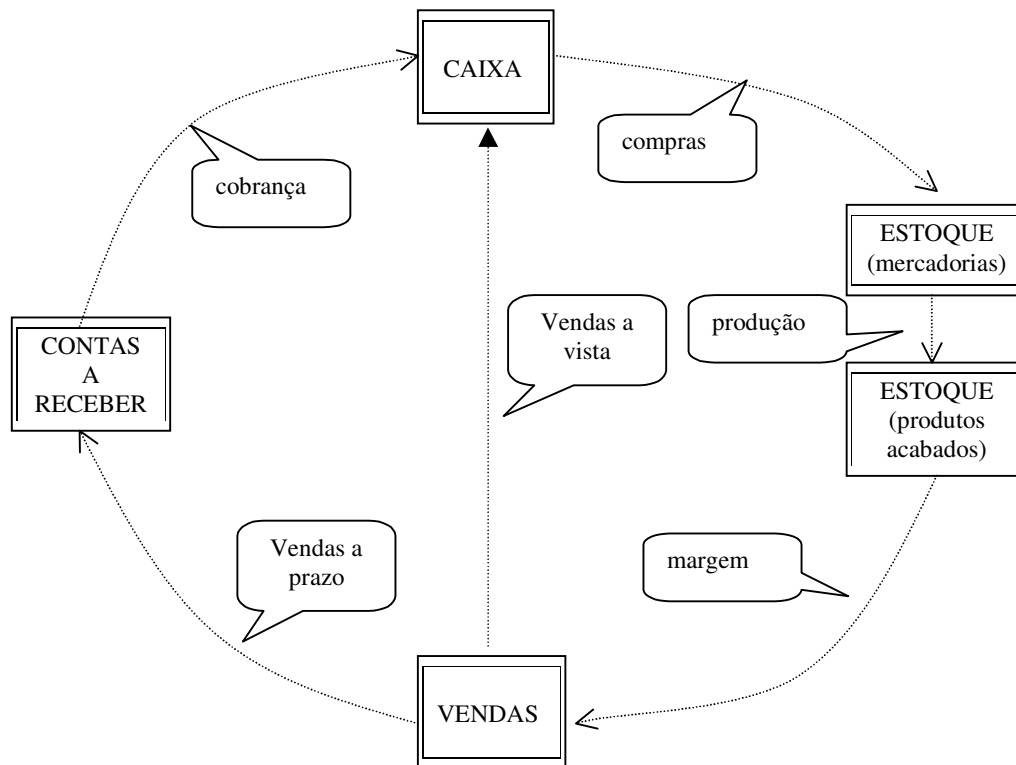 CAIXA
compras
cobrança
ESTOQUE
(mercadorias)
Vendas a
vista
produção
CONTAS
A
RECEBER
ESTOQUE
(produtos
acabados)
Vendas a
prazo
margem
VENDAS